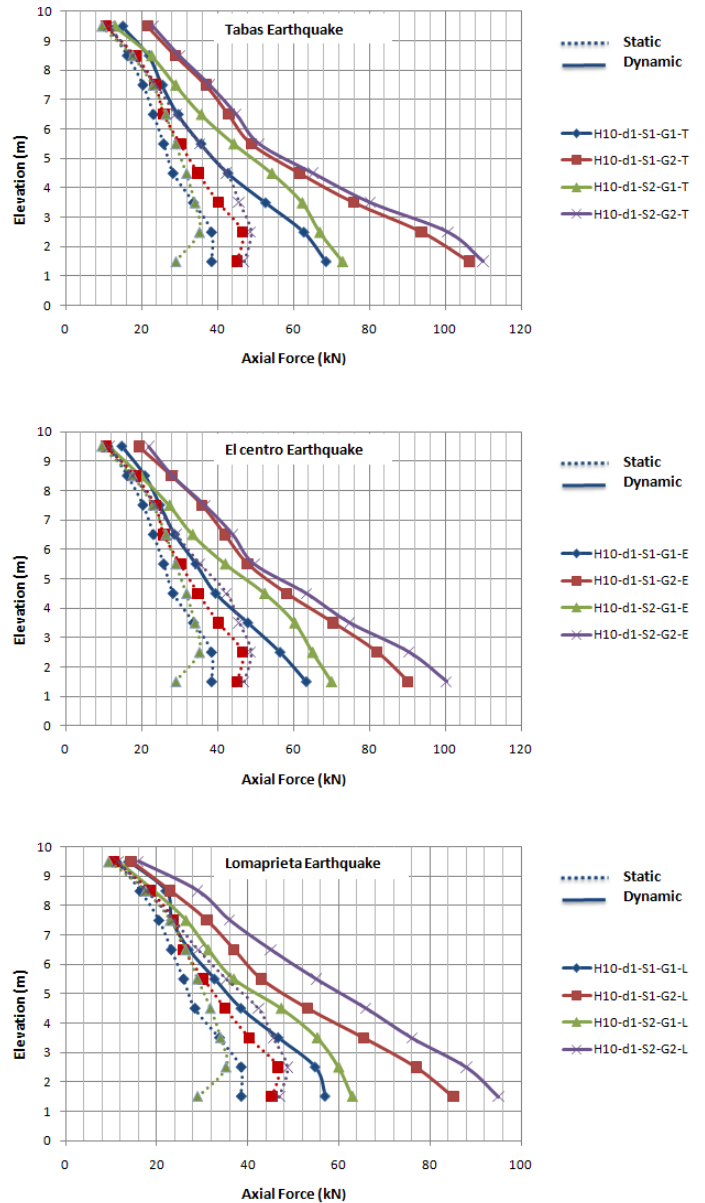 Tabas Earthquake
Static
Dynamic
H10-d1-S1-G1-T
H10-d1-S1-G2-T
H10-d1-S2-G1-T
H10-d1-S2-G2-T
Elevation (m)
10
9
8
7
6
5
4
3
2
1
0
0 20 40 60 80 100 120
Axial Force (kN)
El centro Earthquake
Static
Dynamic
H10-d1-S1-G1-E
H10-d1-S1-G2-E
H10-d1-S2-G1-E
H10-d1-S2-G2-E
Elevation (m)
10
9
8
7
6
5
4
3
2
1
0
0 20 40 60 80 100 120
Axial Force (kN)
Lomaprieta Earthquake
Static
Dynamic
H10-d1-S1-G1-L
H10-d1-S1-G2-L
H10-d1-S2-G1-L
H10-d1-S2-G2-L
Elevation (m)
10
9
8
7
6
5
4
3
2
1
0
0 20 40 60 80 100
Axial Force (kN)